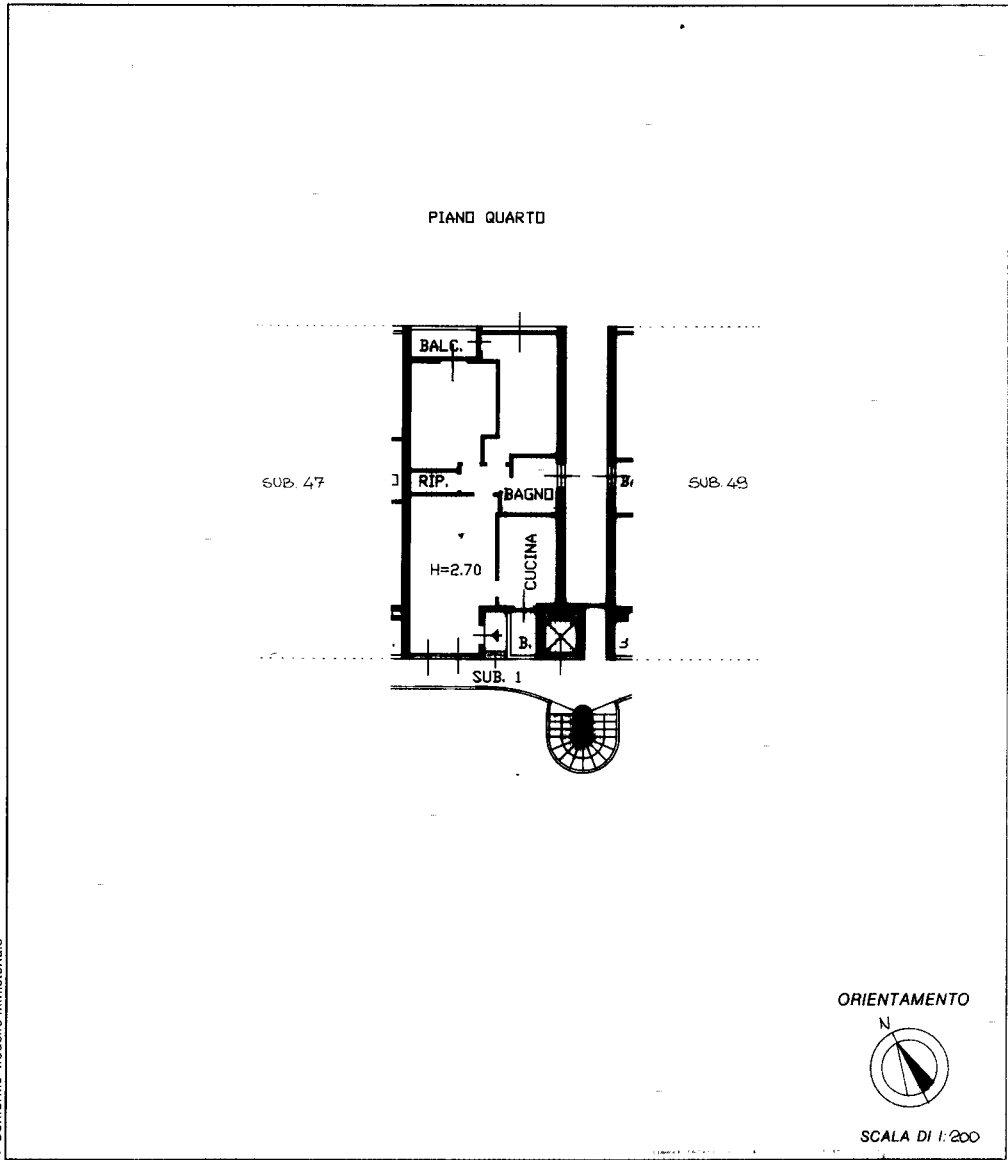 PIANO QUARTO
BALC.
SUB. 47
RIP.
BAGNO
SUB. 49
H=2.70
CUCINA
B.
SUB. 1
ORIENTAMENTO
N
SCALA DI 1:200